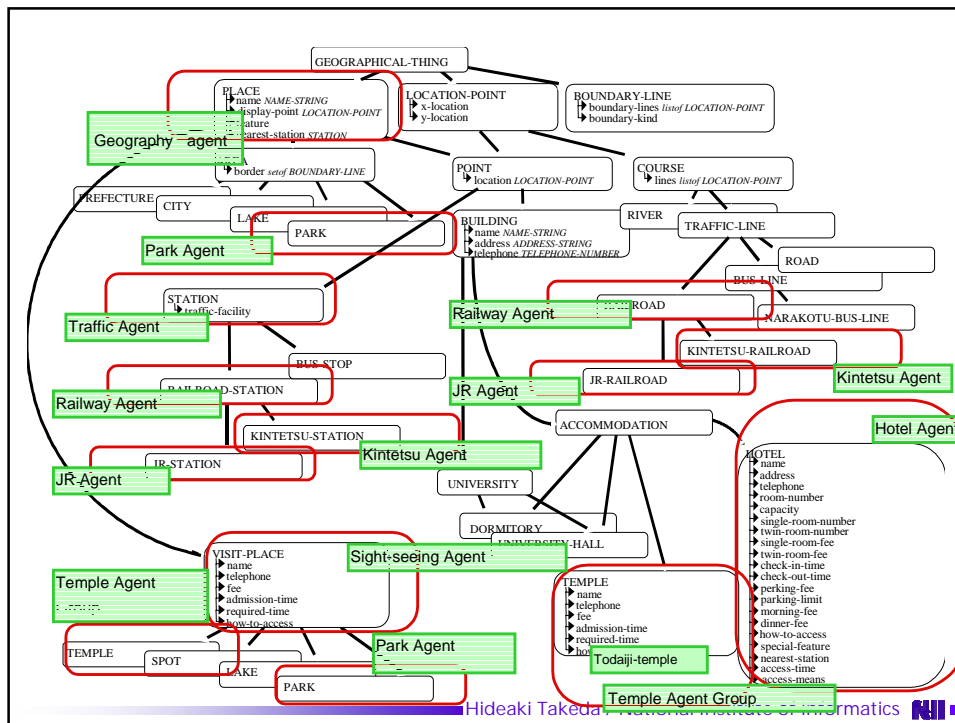 GEOGRAPHICAL-THING
PLACE
name NAME-STRING
display-point LOCATION-POINT
nearest-station STATION
Geography agent
LOCATION-POINT
x-location
y-location
BOUNDARY-LINE
boundary-lines listof LOCATION-POINT
boundary-kind
border setof BOUNDARY-LINE
POINT
location LOCATION-POINT
COURSE
lines listof LOCATION-POINT
PREFECTURE
CITY
LAKE
PARK
Park Agent
BUILDING
name NAME-STRING
address ADDRESS-STRING
telephone TELEPHONE-NUMBER
RIVER
TRAFFIC-LINE
ROAD
BUS-LINE
NARAKOTU-BUS-LINE
STATION
traffic-facility
Traffic Agent
Railway Agent
RAILROAD
KINTETSU-RAILROAD
Kintetsu Agent
BUS-STOP
RAILROAD-STATION
Railway Agent
JR Agent
JR-RAILROAD
KINTETSU-STATION
Kintetsu Agent
ACCOMMODATION
Hotel Agent
JR-STATION
JR-Agent
UNIVERSITY
DORMITORY
UNIVERSITY-HALL
HOTEL
name
address
telephone
room-number
capacity
single-room-number
twin-room-number
single-room-fee
twin-room-fee
check-in-time
check-out-time
perking-fee
parking-limit
morning-fee
dinner-fee
how-to-access
special-feature
nearest-station
access-time
access-means
VISIT-PLACE
name
telephone
fee
admission-time
required-time
how-to-access
Sight-seeing Agent
Temple Agent
TEMPLE
name
telephone
fee
admission-time
required-time
Todaiji-temple
TEMPLE
SPOT
LAKE
PARK
Park Agent
Temple Agent Group
Hideaki Takeda / National Institute of Informatics
NII